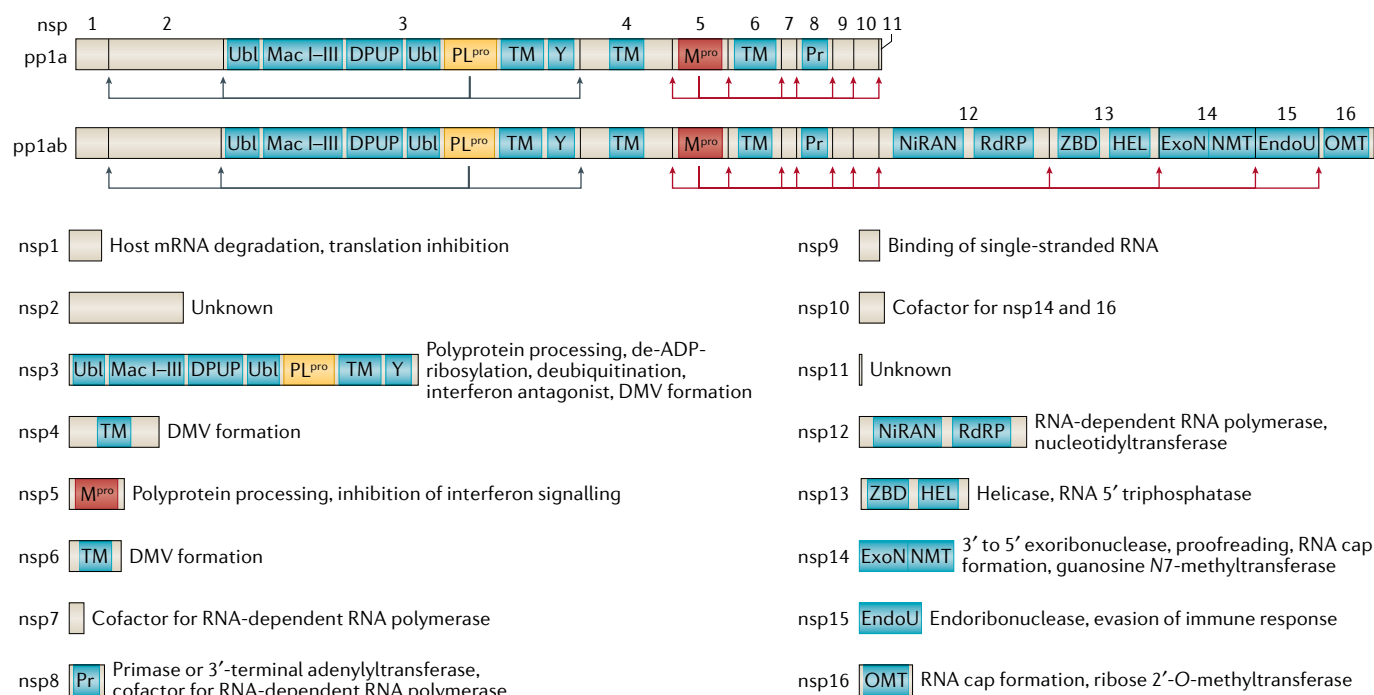 nsp 1 2 3 4 5 6 7 8 9 10 11
pp1a Ubl Mac I–III DPUP Ubl PLpro TM Y TM Mpro TM Pr
12 13 14 15 16
pp1ab Ubl Mac I–III DPUP Ubl PLpro TM Y TM Mpro TM Pr NiRAN RdRP ZBD HEL ExoN NMT EndoU OMT
nsp1 Host mRNA degradation, translation inhibition
nsp2 Unknown
nsp3 Ubl Mac I–III DPUP Ubl PLpro TM Y
Polyprotein processing, de-ADP-
ribosylation, deubiquitination,
interferon antagonist, DMV formation
nsp4 TM DMV formation
nsp5 Mpro Polyprotein processing, inhibition of interferon signalling
nsp6 TM DMV formation
nsp7 Cofactor for RNA-dependent RNA polymerase
nsp8 Pr Primase or 3′-terminal adenylyltransferase,
cofactor for RNA-dependent RNA polymerase
nsp9 Binding of single-stranded RNA
nsp10 Cofactor for nsp14 and 16
nsp11 Unknown
nsp12 NiRAN RdRP RNA-dependent RNA polymerase,
nucleotidyltransferase
nsp13 ZBD HEL Helicase, RNA 5′ triphosphatase
nsp14 ExoN NMT 3′ to 5′ exoribonuclease, proofreading, RNA cap
formation, guanosine N7-methyltransferase
nsp15 EndoU Endoribonuclease, evasion of immune response
nsp16 OMT RNA cap formation, ribose 2′-O-methyltransferase